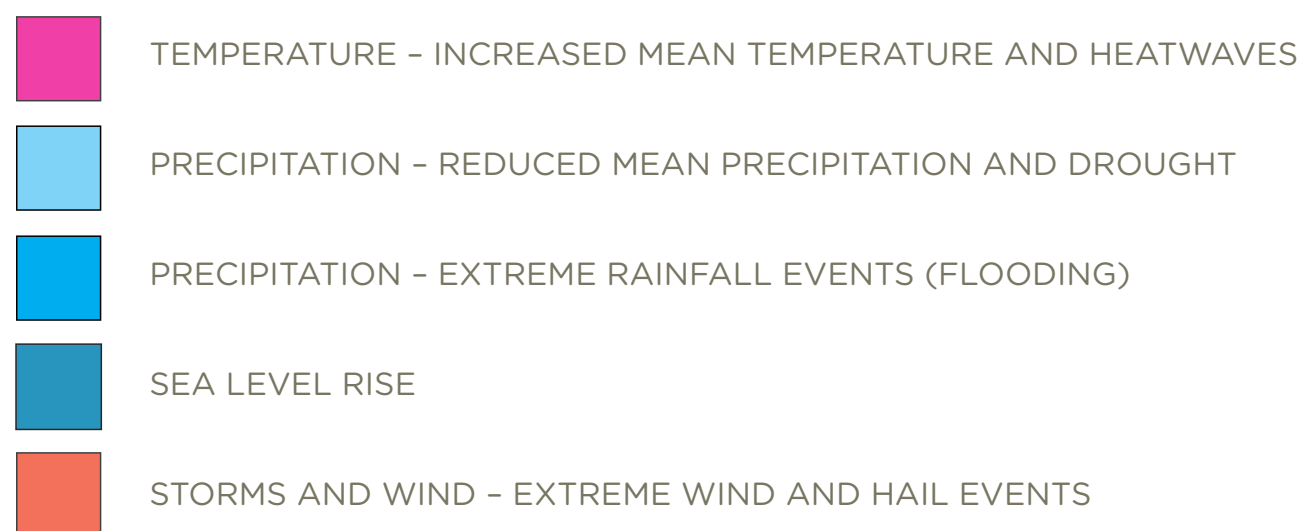 TEMPERATURE – INCREASED MEAN TEMPERATURE AND HEATWAVES
PRECIPITATION – REDUCED MEAN PRECIPITATION AND DROUGHT
PRECIPITATION – EXTREME RAINFALL EVENTS (FLOODING)
SEA LEVEL RISE
STORMS AND WIND – EXTREME WIND AND HAIL EVENTS